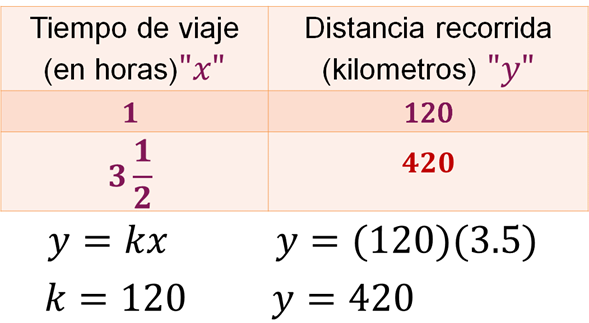 Tiempo de viaje (en horas)"x"
Distancia recorrida (kilometros) "y"
1 120
3 1/2 420
y = kx y = (120)(3.5)
k = 120 y = 420